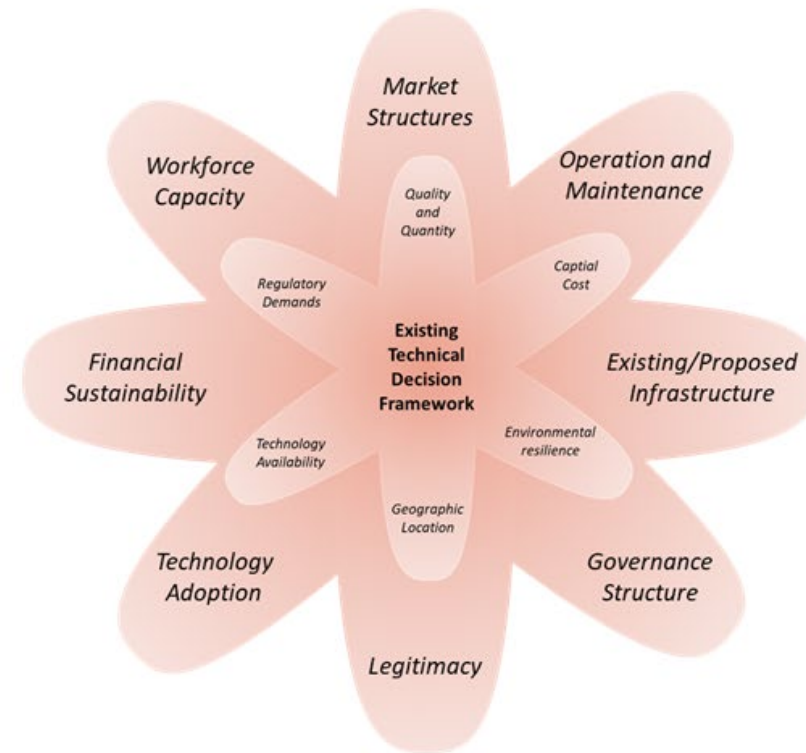 Market
Structures
Workforce
Capacity
Operation and
Maintenance
Quality
and
Quantity
Regulatory
Demands
Captial
Cost
Existing
Technical
Decision
Framework
Financial
Sustainability
Existing/Proposed
Infrastructure
Technology
Availability
Environmental
resilience
Geographic
Location
Technology
Adoption
Governance
Structure
Legitimacy